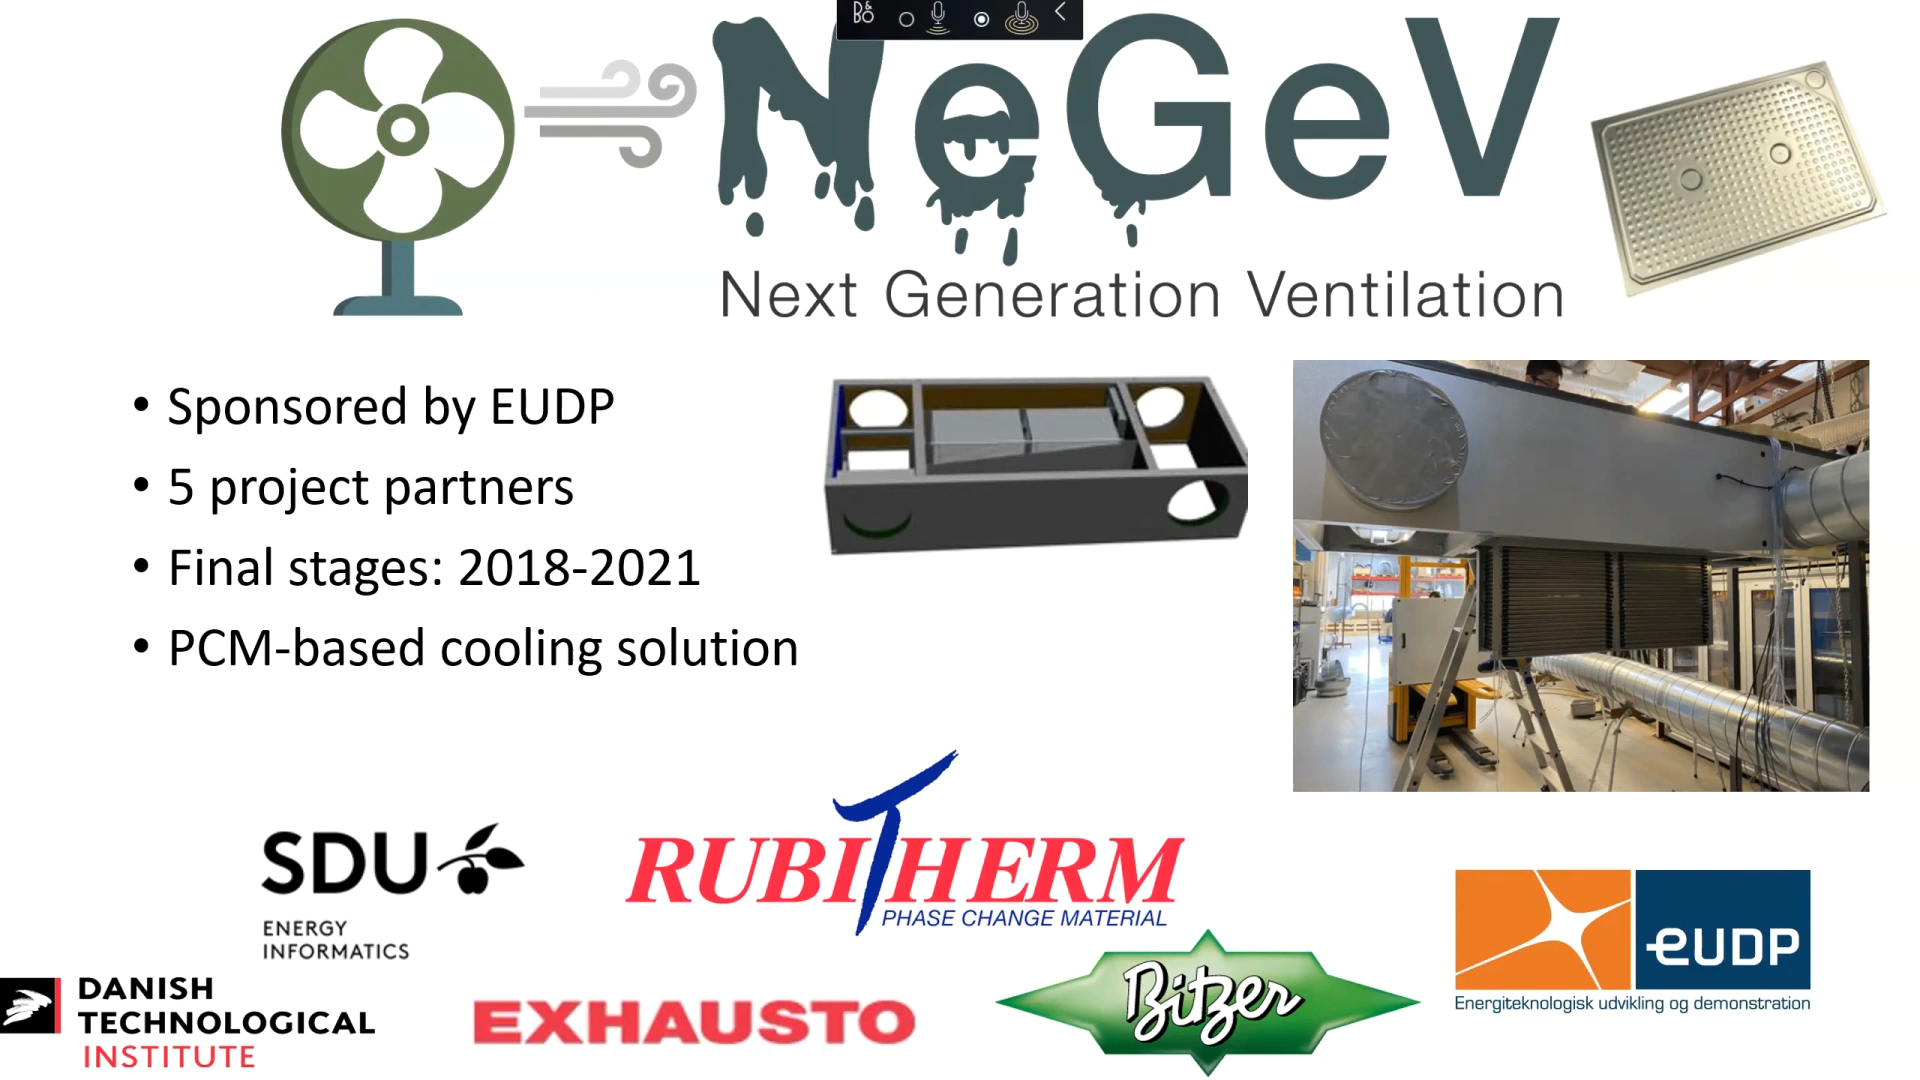 B&O
NeGeV
Next Generation Ventilation
• Sponsored by EUDP
• 5 project partners
• Final stages: 2018-2021
• PCM-based cooling solution
SDU
ENERGY
INFORMATICS
RUBITHERM
PHASE CHANGE MATERIAL
DANISH
TECHNOLOGICAL
INSTITUTE
EXHAUSTO
Bitzer
eUDP
Energiteknologisk udvikling og demonstration